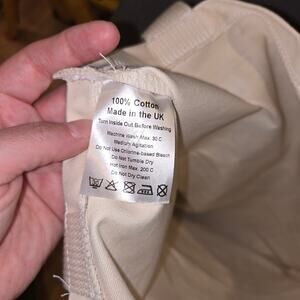 100% Cotton
Made in the UK
Turn Inside Out Before Washing
Machine Wash Max. 30 C
Medium Agitation
Do Not Use Chlorine-based Bleach
Do Not Tumble Dry
Hot Iron Max. 200 C
Do Not Dry Clean